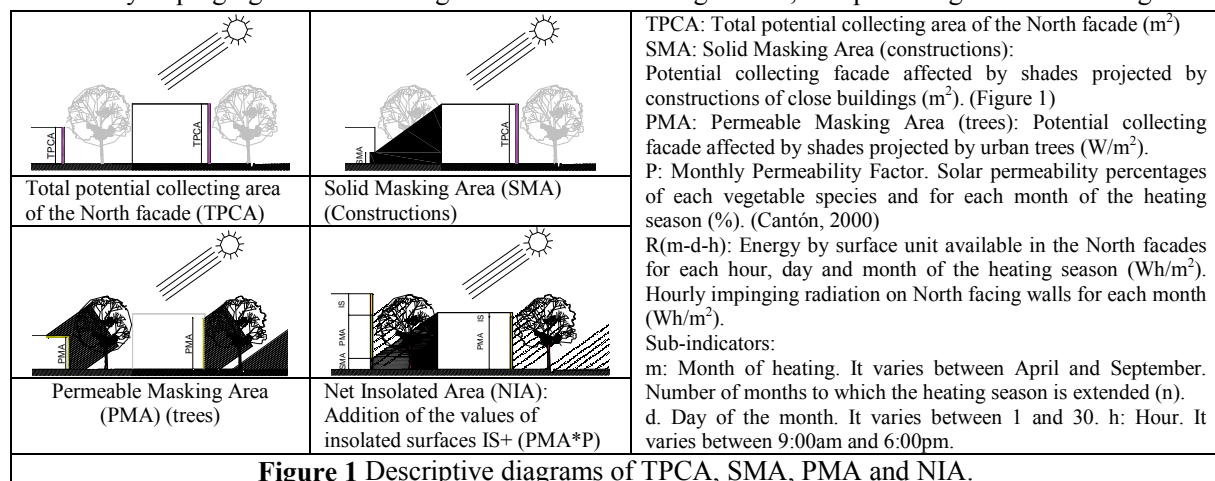 impinging
TPCA
TPCA
Total potential collecting area
of the North facade (TPCA)
SMA
TPCA
Solid Masking Area (SMA)
(Constructions)
PMA
PMA
Permeable Masking Area
(PMA) (trees)
IS
PMA
SMA
IS
PMA
Net Insolated Area (NIA):
Addition of the values of
insolated surfaces IS+ (PMA*P)
TPCA: Total potential collecting area of the North facade (m²)
SMA: Solid Masking Area (constructions):
Potential collecting facade affected by shades projected by
constructions of close buildings (m²). (Figure 1)
PMA: Permeable Masking Area (trees): Potential collecting
facade affected by shades projected by urban trees (W/m²).
P: Monthly Permeability Factor. Solar permeability percentages
of each vegetable species and for each month of the heating
season (%). (Cantón, 2000)
R(m-d-h): Energy by surface unit available in the North facades
for each hour, day and month of the heating season (Wh/m²).
Hourly impinging radiation on North facing walls for each month
(Wh/m²).
Sub-indicators:
m: Month of heating. It varies between April and September.
Number of months to which the heating season is extended (n).
d. Day of the month. It varies between 1 and 30. h: Hour. It
varies between 9:00am and 6:00pm.
Figure 1 Descriptive diagrams of TPCA, SMA, PMA and NIA.